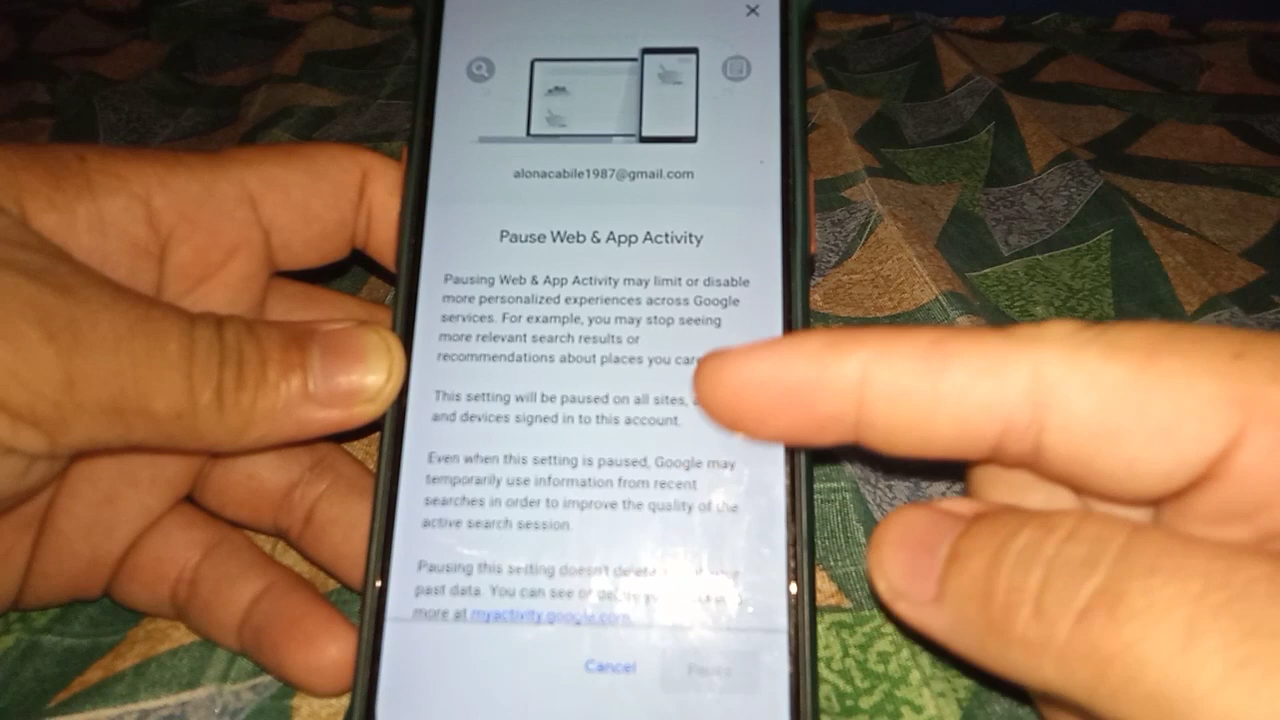 alonacabile1987@gmail.com
Pause Web & App Activity
Pausing Web & App Activity may limit or disable
more personalized experiences across Google
services. For example, you may stop seeing
more relevant search results or
recommendations about places you
This setting will be paused on all sites,
and devices signed in to this account.
Even when this setting is paused, Google may
temporarily use information from recent
searches in order to improve the quality of the
active search session.
Pausing this setting doesn't delete
past data. You can see or
more at myactivity.google.com.
Cancel
Pause